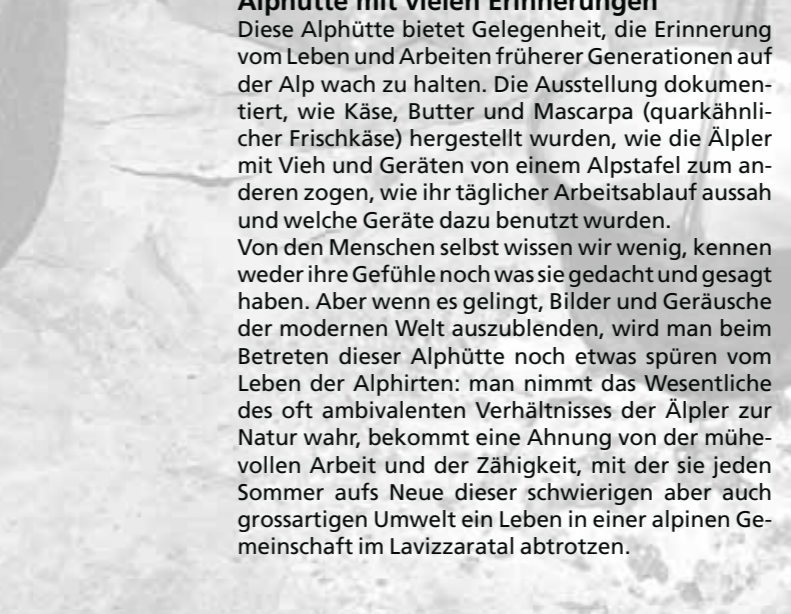 Alphütte mit vielen Erinnerungen
Diese Alphütte bietet Gelegenheit, die Erinnerung
vom Leben und Arbeiten früherer Generationen auf
der Alp wach zu halten. Die Ausstellung dokumen-
tiert, wie Käse, Butter und Mascarpa (quarkähnli-
cher Frischkäse) hergestellt wurden, wie die Älpler
mit Vieh und Geräten von einem Alpstafel zum an-
deren zogen, wie ihr täglicher Arbeitsablauf aussah
und welche Geräte dazu benutzt wurden.
Von den Menschen selbst wissen wir wenig, kennen
weder ihre Gefühle noch was sie gedacht und gesagt
haben. Aber wenn es gelingt, Bilder und Geräusche
der modernen Welt auszublenden, wird man beim
Betreten dieser Alphütte noch etwas spüren vom
Leben der Alphirten: man nimmt das Wesentliche
des oft ambivalenten Verhältnisses der Älpler zur
Natur wahr, bekommt eine Ahnung von der mühe-
vollen Arbeit und der Zähigkeit, mit der sie jeden
Sommer aufs Neue dieser schwierigen aber auch
grossartigen Umwelt ein Leben in einer alpinen Ge-
meinschaft im Lavizzaratal abtrotzen.